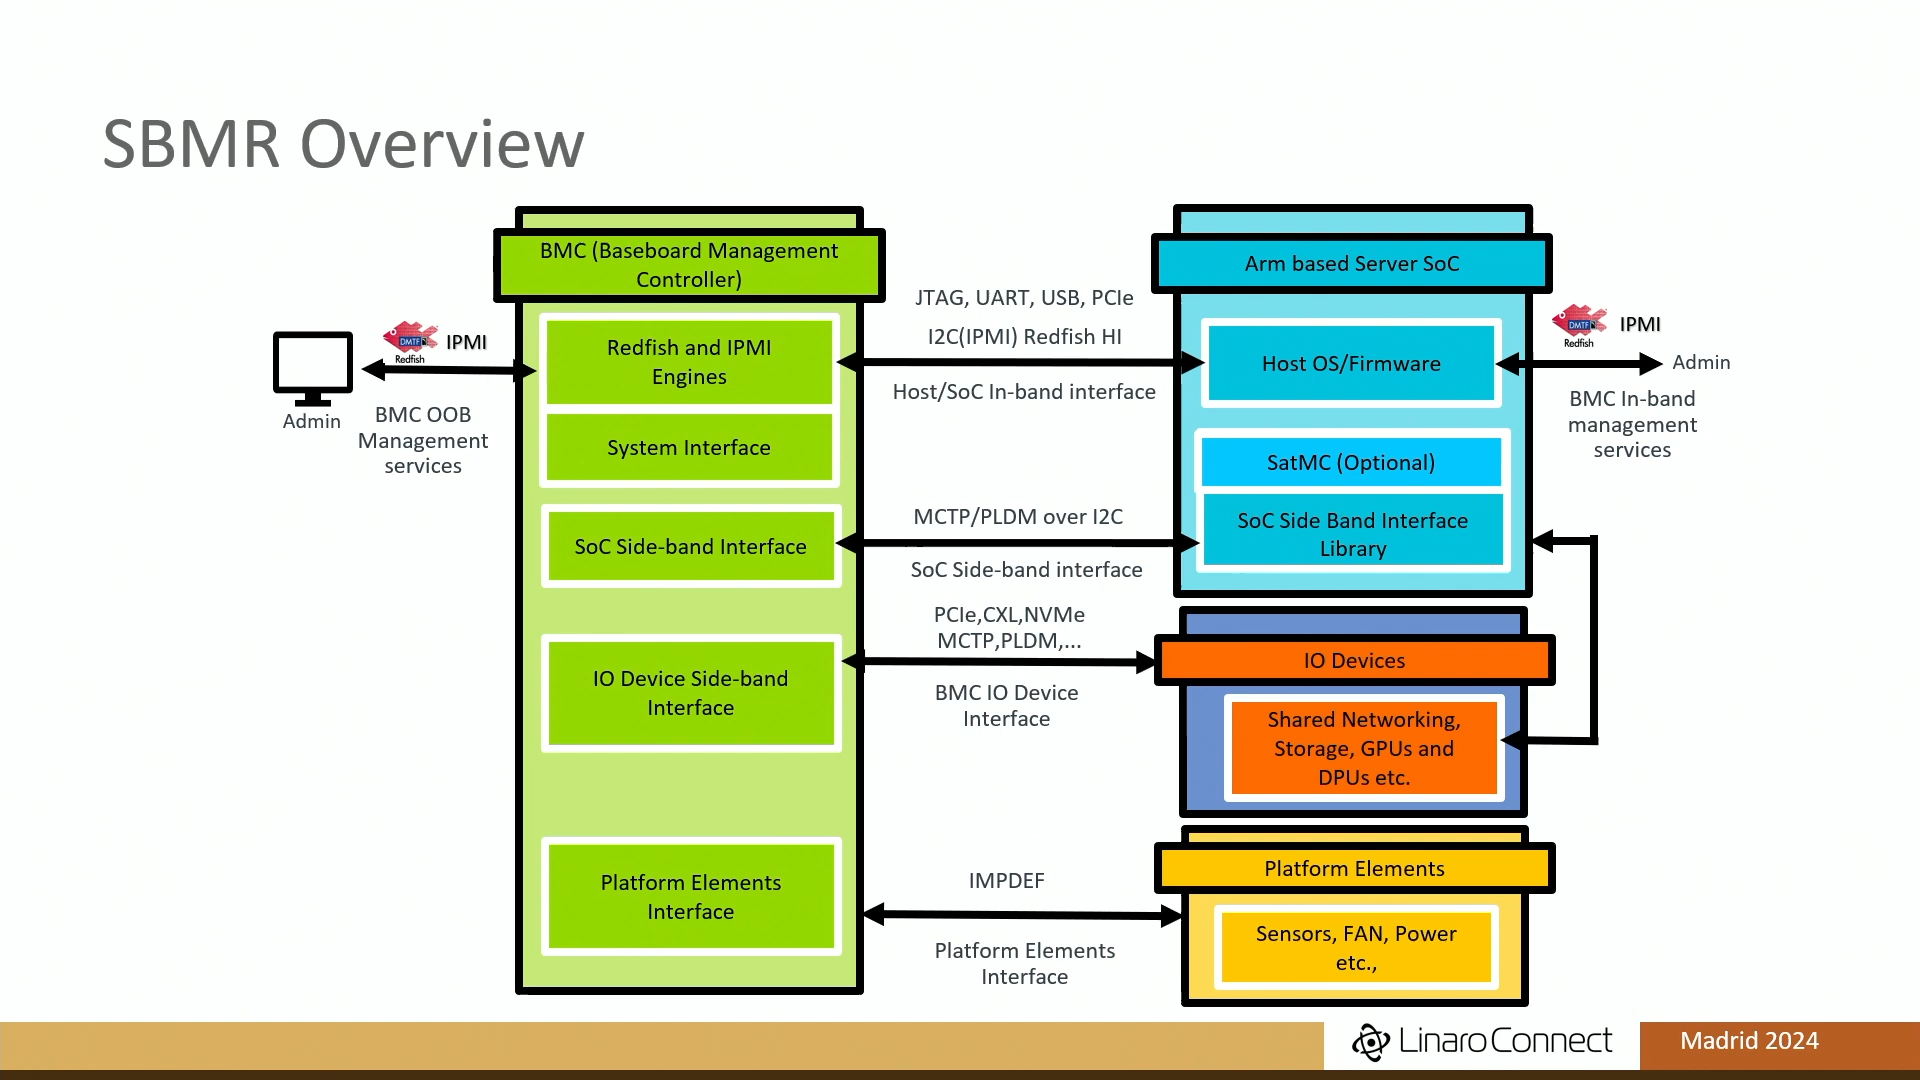 SBMR Overview
BMC (Baseboard Management
Controller)
Redfish and IPMI
Engines
System Interface
SoC Side-band Interface
IO Device Side-band
Interface
Platform Elements
Interface
DMTF
Redfish
IPMI
Admin
BMC OOB
Management
services
JTAG, UART, USB, PCIe
I2C(IPMI) Redfish HI
Host/SoC In-band interface
MCTP/PLDM over I2C
SoC Side-band interface
PCIe,CXL,NVMe
MCTP,PLDM,...
BMC IO Device
Interface
IMPDEF
Platform Elements
Interface
Arm based Server SoC
Host OS/Firmware
SatMC (Optional)
SoC Side Band Interface
Library
IO Devices
Shared Networking,
Storage, GPUs and
DPUs etc.
Platform Elements
Sensors, FAN, Power
etc.,
DMTF
Redfish
IPMI
Admin
BMC In-band
management
services
Linaro Connect
Madrid 2024